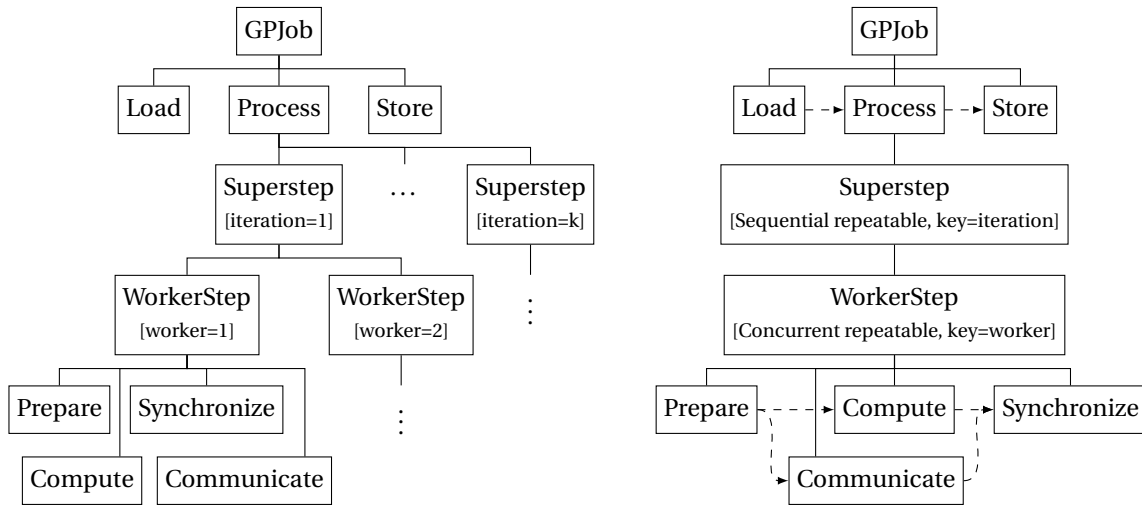 GPJob
Load
Process
Store
Superstep
[iteration=1]
...
Superstep
[iteration=k]
WorkerStep
[worker=1]
WorkerStep
[worker=2]
Prepare
Synchronize
Compute
Communicate
GPJob
Load
Process
Store
Superstep
[Sequential repeatable, key=iteration]
WorkerStep
[Concurrent repeatable, key=worker]
Prepare
Compute
Synchronize
Communicate